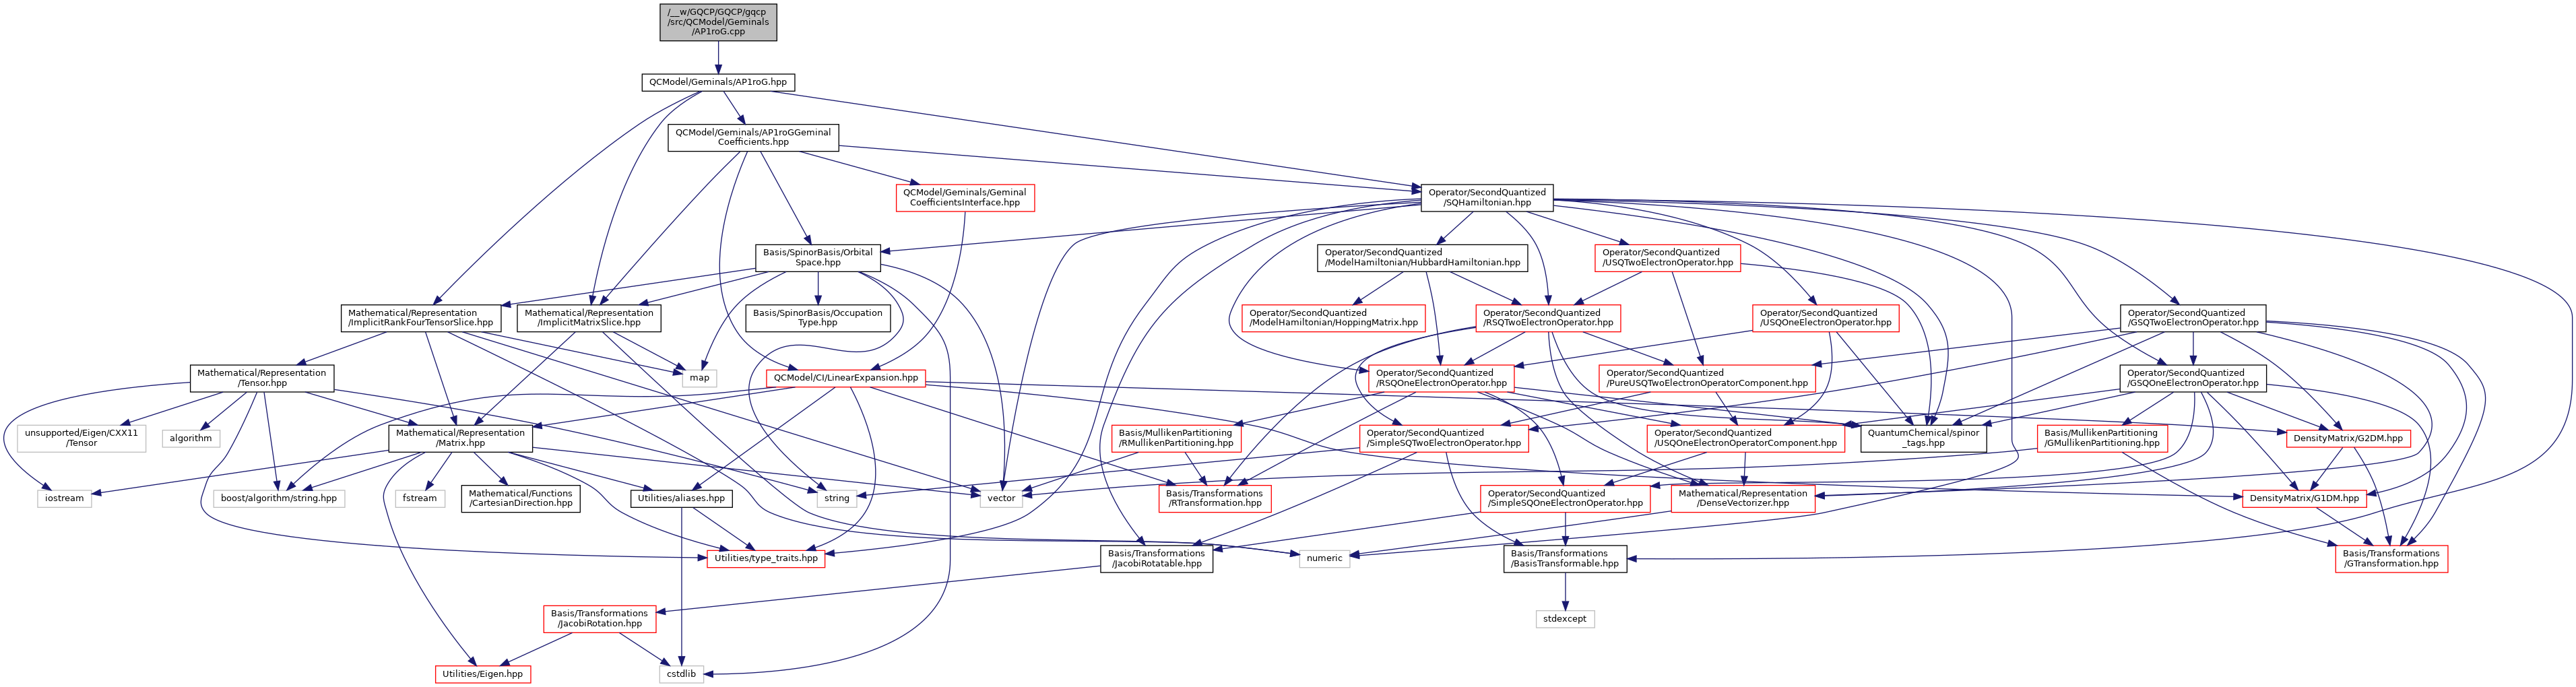 /__w/GQCP/GQCP/gqcp
/src/QCModel/Geminals
/AP1roG.cpp
QCModel/Geminals/AP1roG.hpp
QCModel/Geminals/AP1roGGeminal
Coefficients.hpp
QCModel/Geminals/Geminal
CoefficientsInterface.hpp
Operator/SecondQuantized
/SQHamiltonian.hpp
Basis/SpinorBasis/Orbital
Space.hpp
Operator/SecondQuantized
/ModelHamiltonian/HubbardHamiltonian.hpp
Operator/SecondQuantized
/USQTwoElectronOperator.hpp
Mathematical/Representation
/ImplicitRankFourTensorSlice.hpp
Mathematical/Representation
/ImplicitMatrixSlice.hpp
Basis/SpinorBasis/Occupation
Type.hpp
Operator/SecondQuantized
/ModelHamiltonian/HoppingMatrix.hpp
Operator/SecondQuantized
/RSQTwoElectronOperator.hpp
Operator/SecondQuantized
/USQOneElectronOperator.hpp
Operator/SecondQuantized
/GSQTwoElectronOperator.hpp
Mathematical/Representation
/Tensor.hpp
map
QCModel/CI/LinearExpansion.hpp
Operator/SecondQuantized
/RSQOneElectronOperator.hpp
Operator/SecondQuantized
/PureUSQTwoElectronOperatorComponent.hpp
Operator/SecondQuantized
/GSQOneElectronOperator.hpp
unsupported/Eigen/CXX11
/Tensor
algorithm
Mathematical/Representation
/Matrix.hpp
Basis/MullikenPartitioning
/RMullikenPartitioning.hpp
Operator/SecondQuantized
/SimpleSQTwoElectronOperator.hpp
Operator/SecondQuantized
/USQOneElectronOperatorComponent.hpp
QuantumChemical/spinor
_tags.hpp
Basis/MullikenPartitioning
/GMullikenPartitioning.hpp
DensityMatrix/G2DM.hpp
iostream
boost/algorithm/string.hpp
fstream
Mathematical/Functions
/CartesianDirection.hpp
Utilities/aliases.hpp
string
vector
Basis/Transformations
/RTransformation.hpp
Operator/SecondQuantized
/SimpleSQOneElectronOperator.hpp
Mathematical/Representation
/DenseVectorizer.hpp
DensityMatrix/G1DM.hpp
Utilities/type_traits.hpp
Basis/Transformations
/JacobiRotatable.hpp
numeric
Basis/Transformations
/BasisTransformable.hpp
Basis/Transformations
/GTransformation.hpp
Basis/Transformations
/JacobiRotation.hpp
stdexcept
Utilities/Eigen.hpp
cstdlib